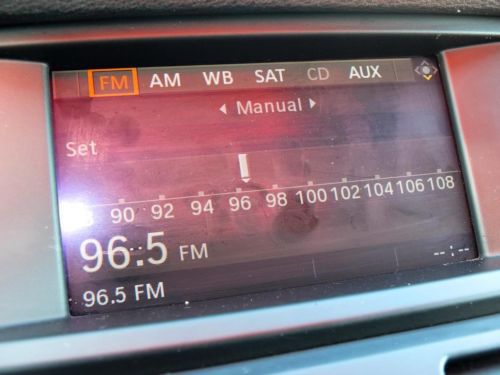 FM AM WB SAT CD AUX
Manual
Set
90 92 94 96 98 100 102 104 106 108
96.5 FM
--:--
96.5 FM